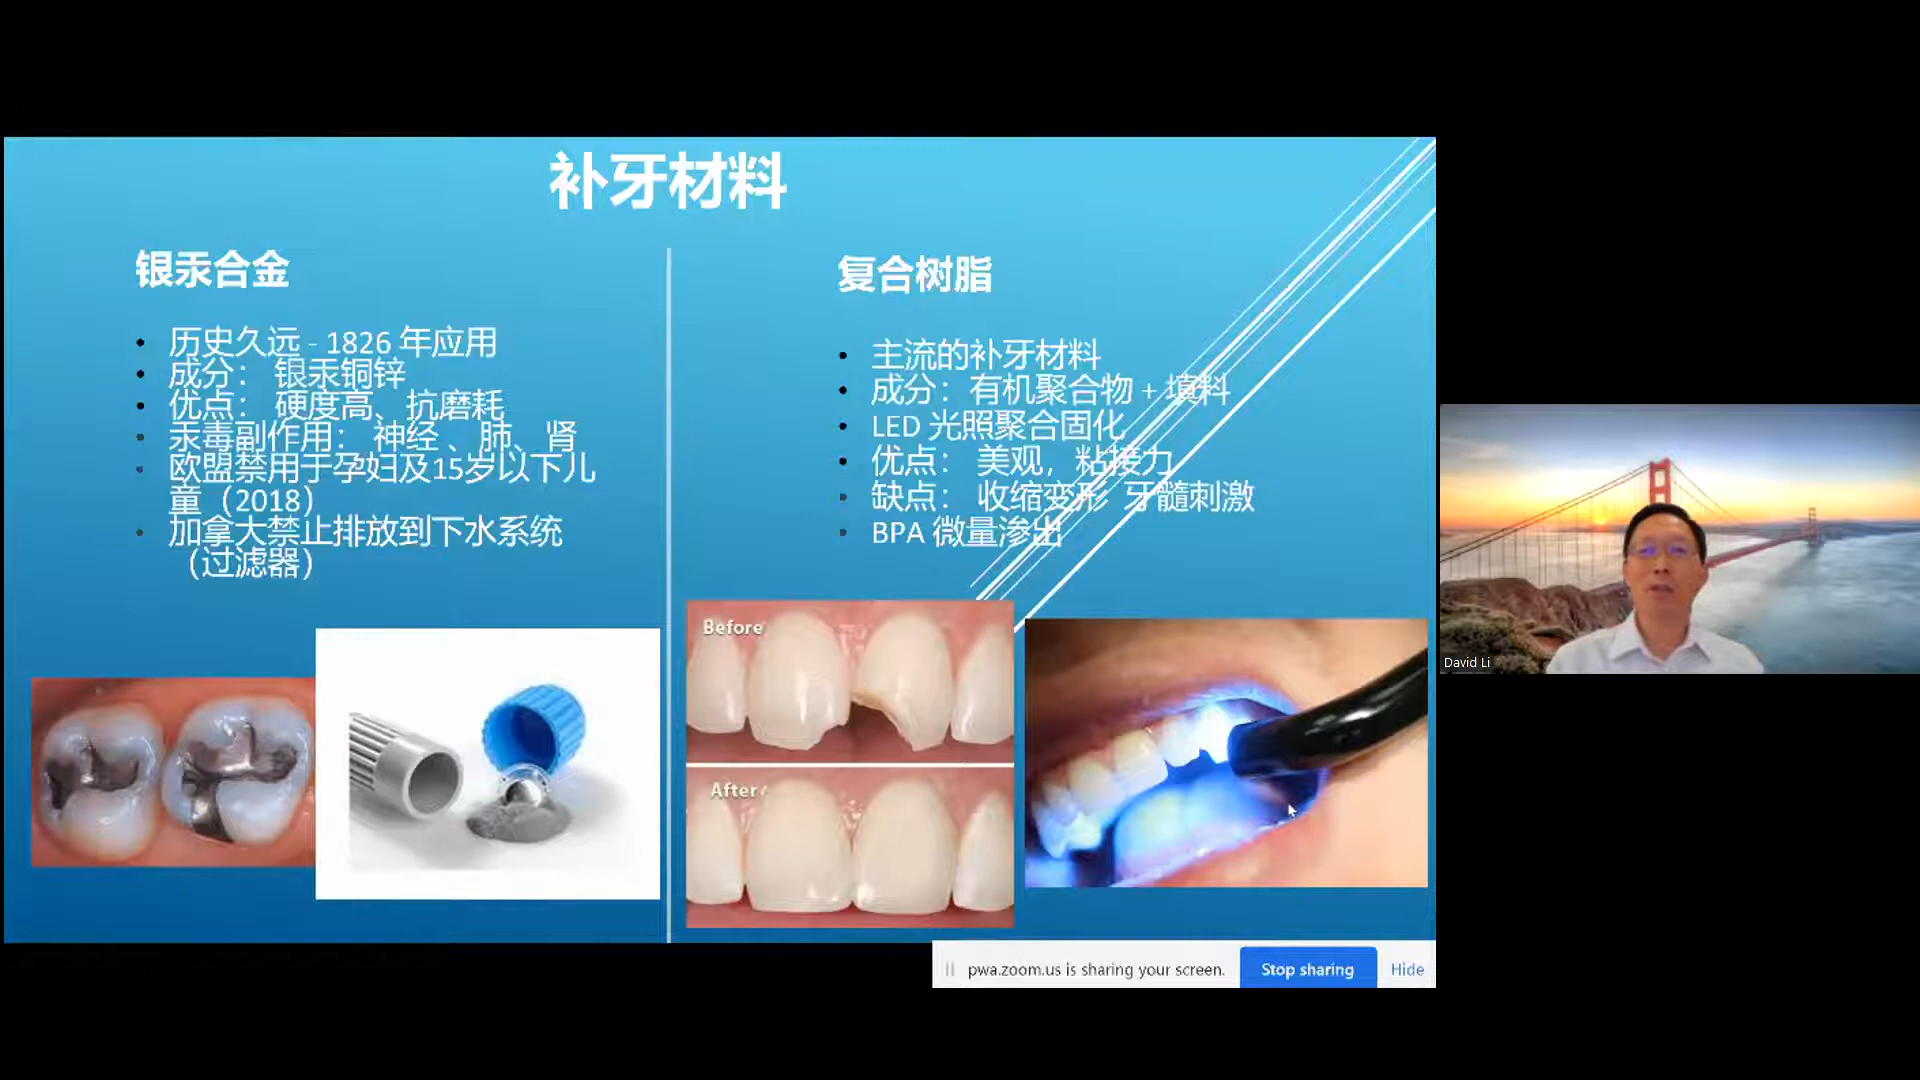 补牙材料
银汞合金
• 历史久远 - 1826 年应用
• 成分： 银汞铜锌
• 优点： 硬度高、抗磨耗
• 汞毒副作用： 神经 、肺、肾
• 欧盟禁用于孕妇及15岁以下儿
童（2018）
• 加拿大禁止排放到下水系统
（过滤器）
复合树脂
• 主流的补牙材料
• 成分：有机聚合物 + 填料
• LED 光照聚合固化
• 优点： 美观，粘接力
• 缺点： 收缩变形 牙髓刺激
• BPA 微量渗出
Before
After
David Li
pwa.zoom.us is sharing your screen.
Stop sharing
Hide